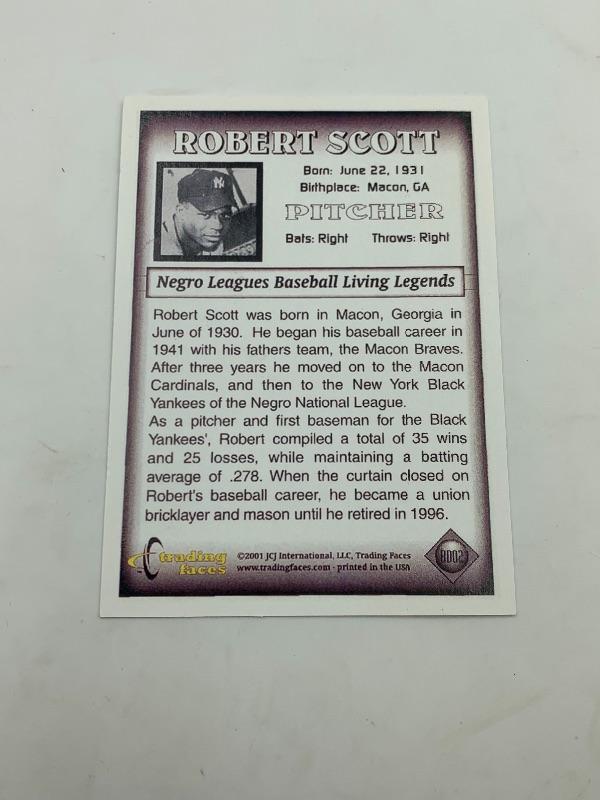 ROBERT SCOTT
Born: June 22, 1931
Birthplace: Macon, GA
NY
PITCHER
Bats: Right Throws: Right
Negro Leagues Baseball Living Legends
Robert Scott was born in Macon, Georgia in
June of 1930. He began his baseball career in
1941 with his fathers team, the Macon Braves.
After three years he moved on to the Macon
Cardinals, and then to the New York Black
Yankees of the Negro National League.
As a pitcher and first baseman for the Black
Yankees', Robert compiled a total of 35 wins
and 25 losses, while maintaining a batting
average of .278. When the curtain closed on
Robert's baseball career, he became a union
bricklayer and mason until he retired in 1996.
trading
faces
©2001 JCJ International, LLC, Trading Faces
www.tradingfaces.com - printed in the USA
BD02